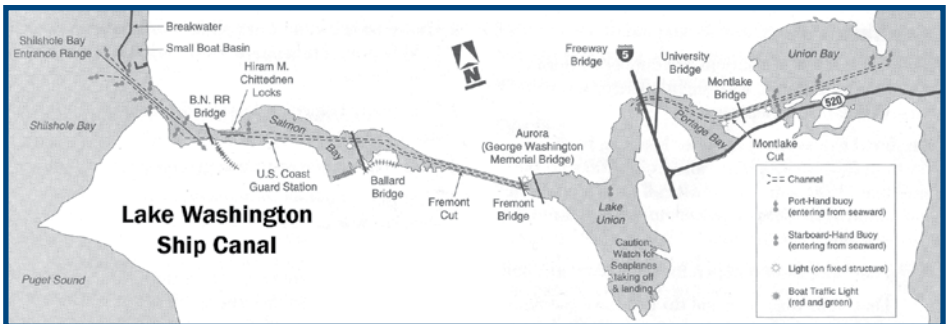 Breakwater
Small Boat Basin
Shilshole Bay
Entrance Range
Hiram M.
Chittednen
Locks
B.N. RR
Bridge
Shilshole Bay
Salmon
Bay
U.S. Coast
Guard Station
Ballard
Bridge
Fremont
Cut
Fremont
Bridge
Aurora
(George Washington
Memorial Bridge)
N
Freeway
Bridge
5
University
Bridge
Montlake
Bridge
Union Bay
520
Portage Bay
Montlake
Cut
Lake
Union
Caution:
Watch for
Seaplanes
taking off
& landing.
Lake Washington
Ship Canal
Puget Sound
Channel
Port-Hand buoy
(entering from seaward)
Starboard-Hand Buoy
(entering from seaward)
Light (on fixed structure)
Boat Traffic Light
(red and green)